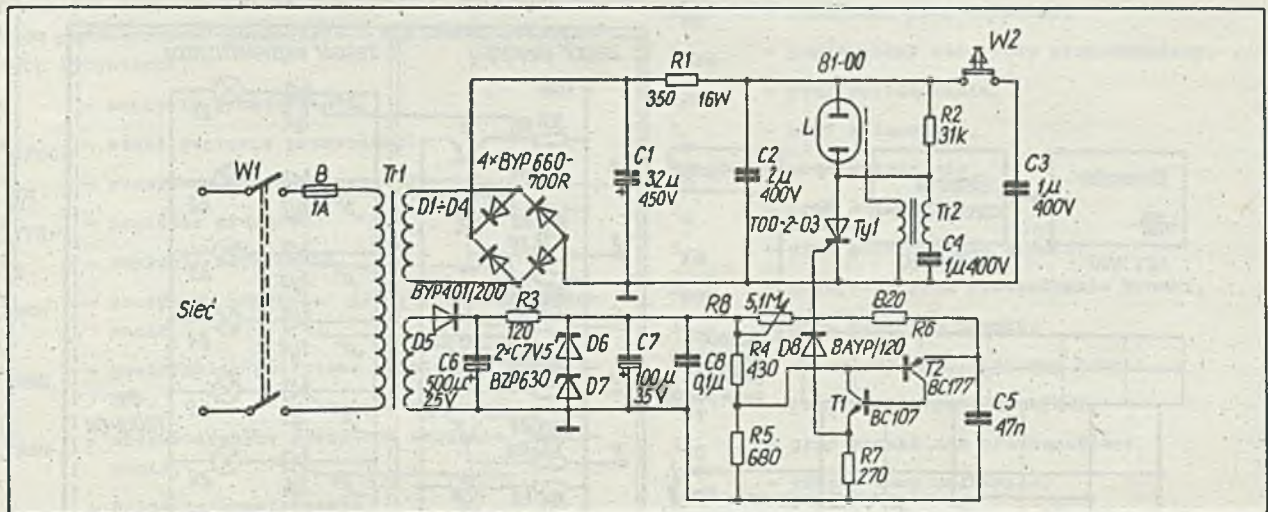 W1
B
1A
Tr1
Sieć
4×BYP660-
700R
D1÷D4
C1
32µ
450V
R1
350 16W
C2
2µ
400V
81-00
L
TOD-2-03
Ty1
R2
31k
Tr2
C4
1µ400V
W2
C3
1µ
400V
BYP401/200
D5
R3
120
C6
500µ
25V
2×C7V5
BZP630
D6
D7
C7
100µ
35V
C8
0,1µ
R8
5,1M
R4
430
R5
680
D8
BAYP/120
820
R6
T2
BC177
T1
BC107
R7
270
C5
47n